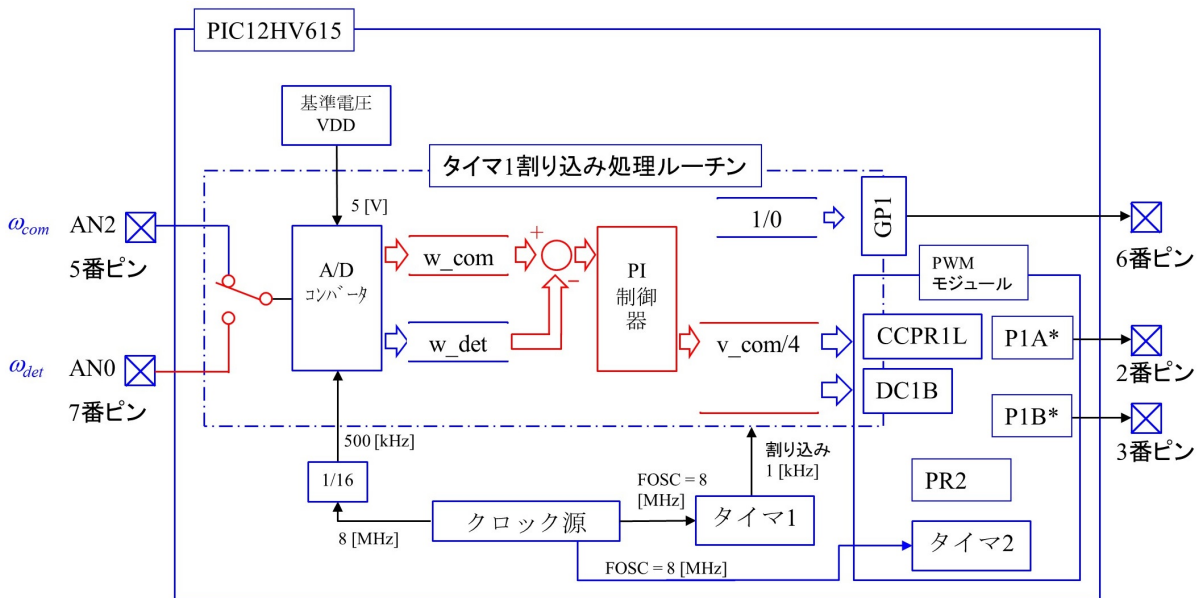 PIC12HV615
基準電圧
VDD
タイマ1割り込み処理ルーチン
5 [V]
1/0
GP1
ω_com AN2
5番ピン
6番ピン
A/D
コンバータ
w_com
+
−
w_det
PI
制御
器
v_com/4
PWM
モジュール
CCPR1L
DC1B
P1A*
2番ピン
P1B*
3番ピン
ω_det AN0
7番ピン
500 [kHz]
1/16
8 [MHz]
クロック源
FOSC = 8
[MHz]
タイマ1
割り込み
1 [kHz]
PR2
タイマ2
FOSC = 8 [MHz]